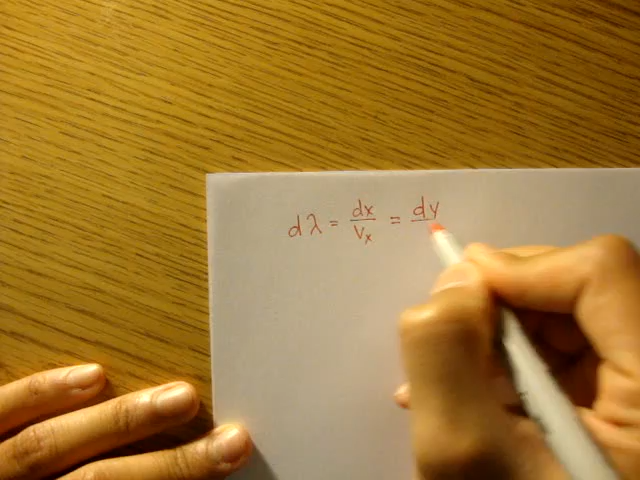 dλ = dx/Vx = dy/